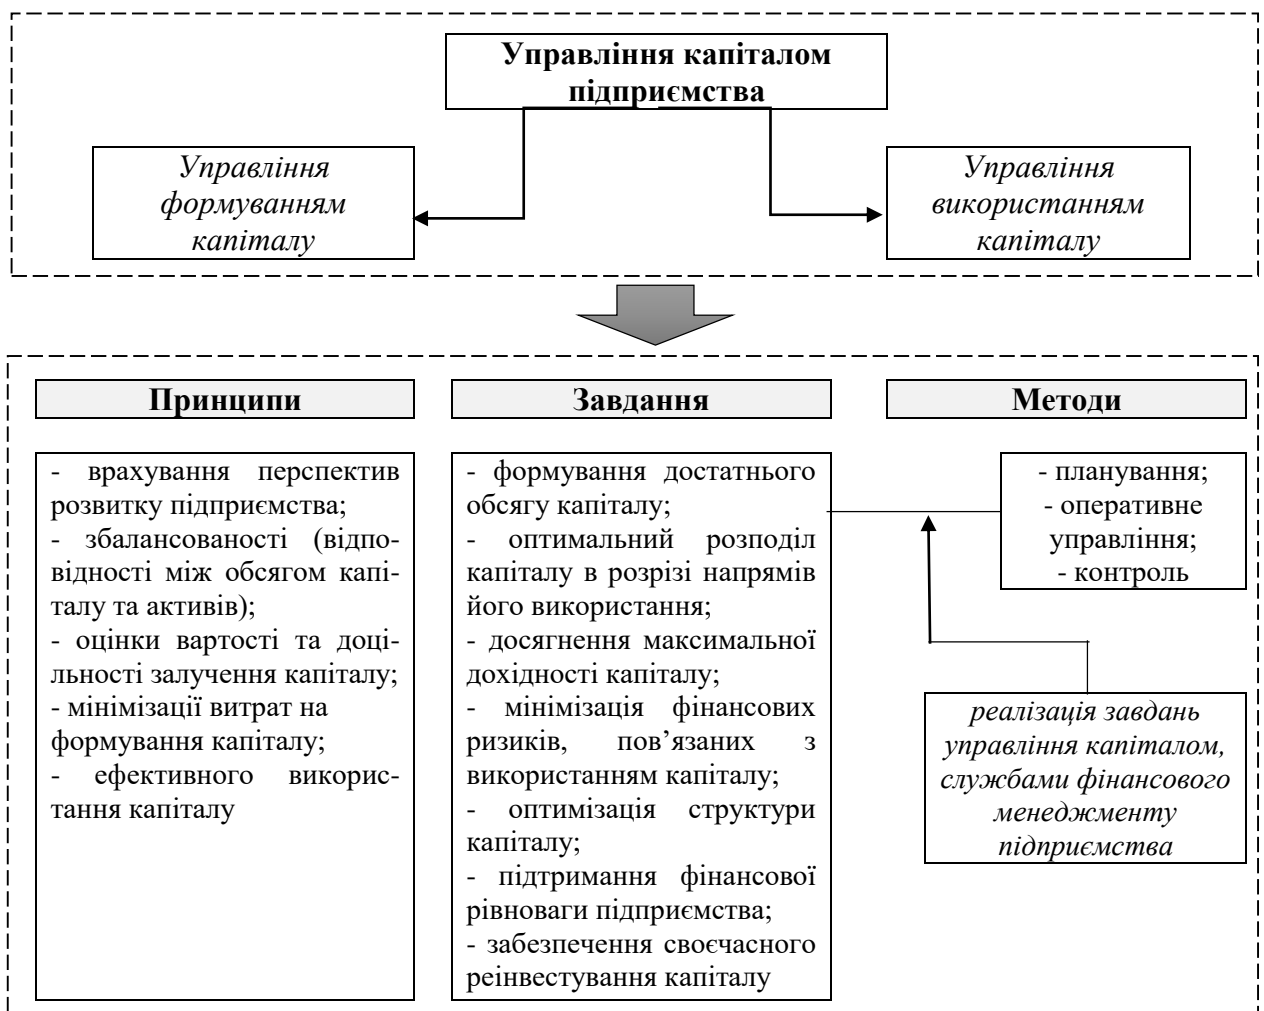 Управління капіталом
підприємства
Управління
формуванням
капіталу
Управління
використанням
капіталу
Принципи
Завдання
Методи
- врахування перспектив
розвитку підприємства;
- збалансованості (відпо-
відності між обсягом капі-
талу та активів);
- оцінки вартості та доці-
льності залучення капіталу;
- мінімізації витрат на
формування капіталу;
- ефективного викорис-
тання капіталу
- формування достатнього
обсягу капіталу;
- оптимальний розподіл
капіталу в розрізі напрямів
його використання;
- досягнення максимальної
дохідності капіталу;
- мінімізація фінансових
ризиків, пов’язаних з
використанням капіталу;
- оптимізація структури
капіталу;
- підтримання фінансової
рівноваги підприємства;
- забезпечення своєчасного
реінвестування капіталу
- планування;
- оперативне
управління;
- контроль
реалізація завдань
управління капіталом,
службами фінансового
менеджменту
підприємства